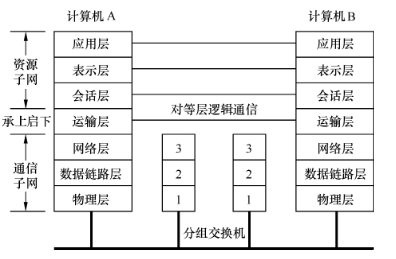 计算机 A 计算机 B
应用层 应用层
资源
子网
表示层 表示层
会话层 会话层
对等层逻辑通信
承上启下 运输层 运输层
网络层 3 3 网络层
通信
子网
数据链路层 2 2 数据链路层
物理层 1 1 物理层
分组交换机